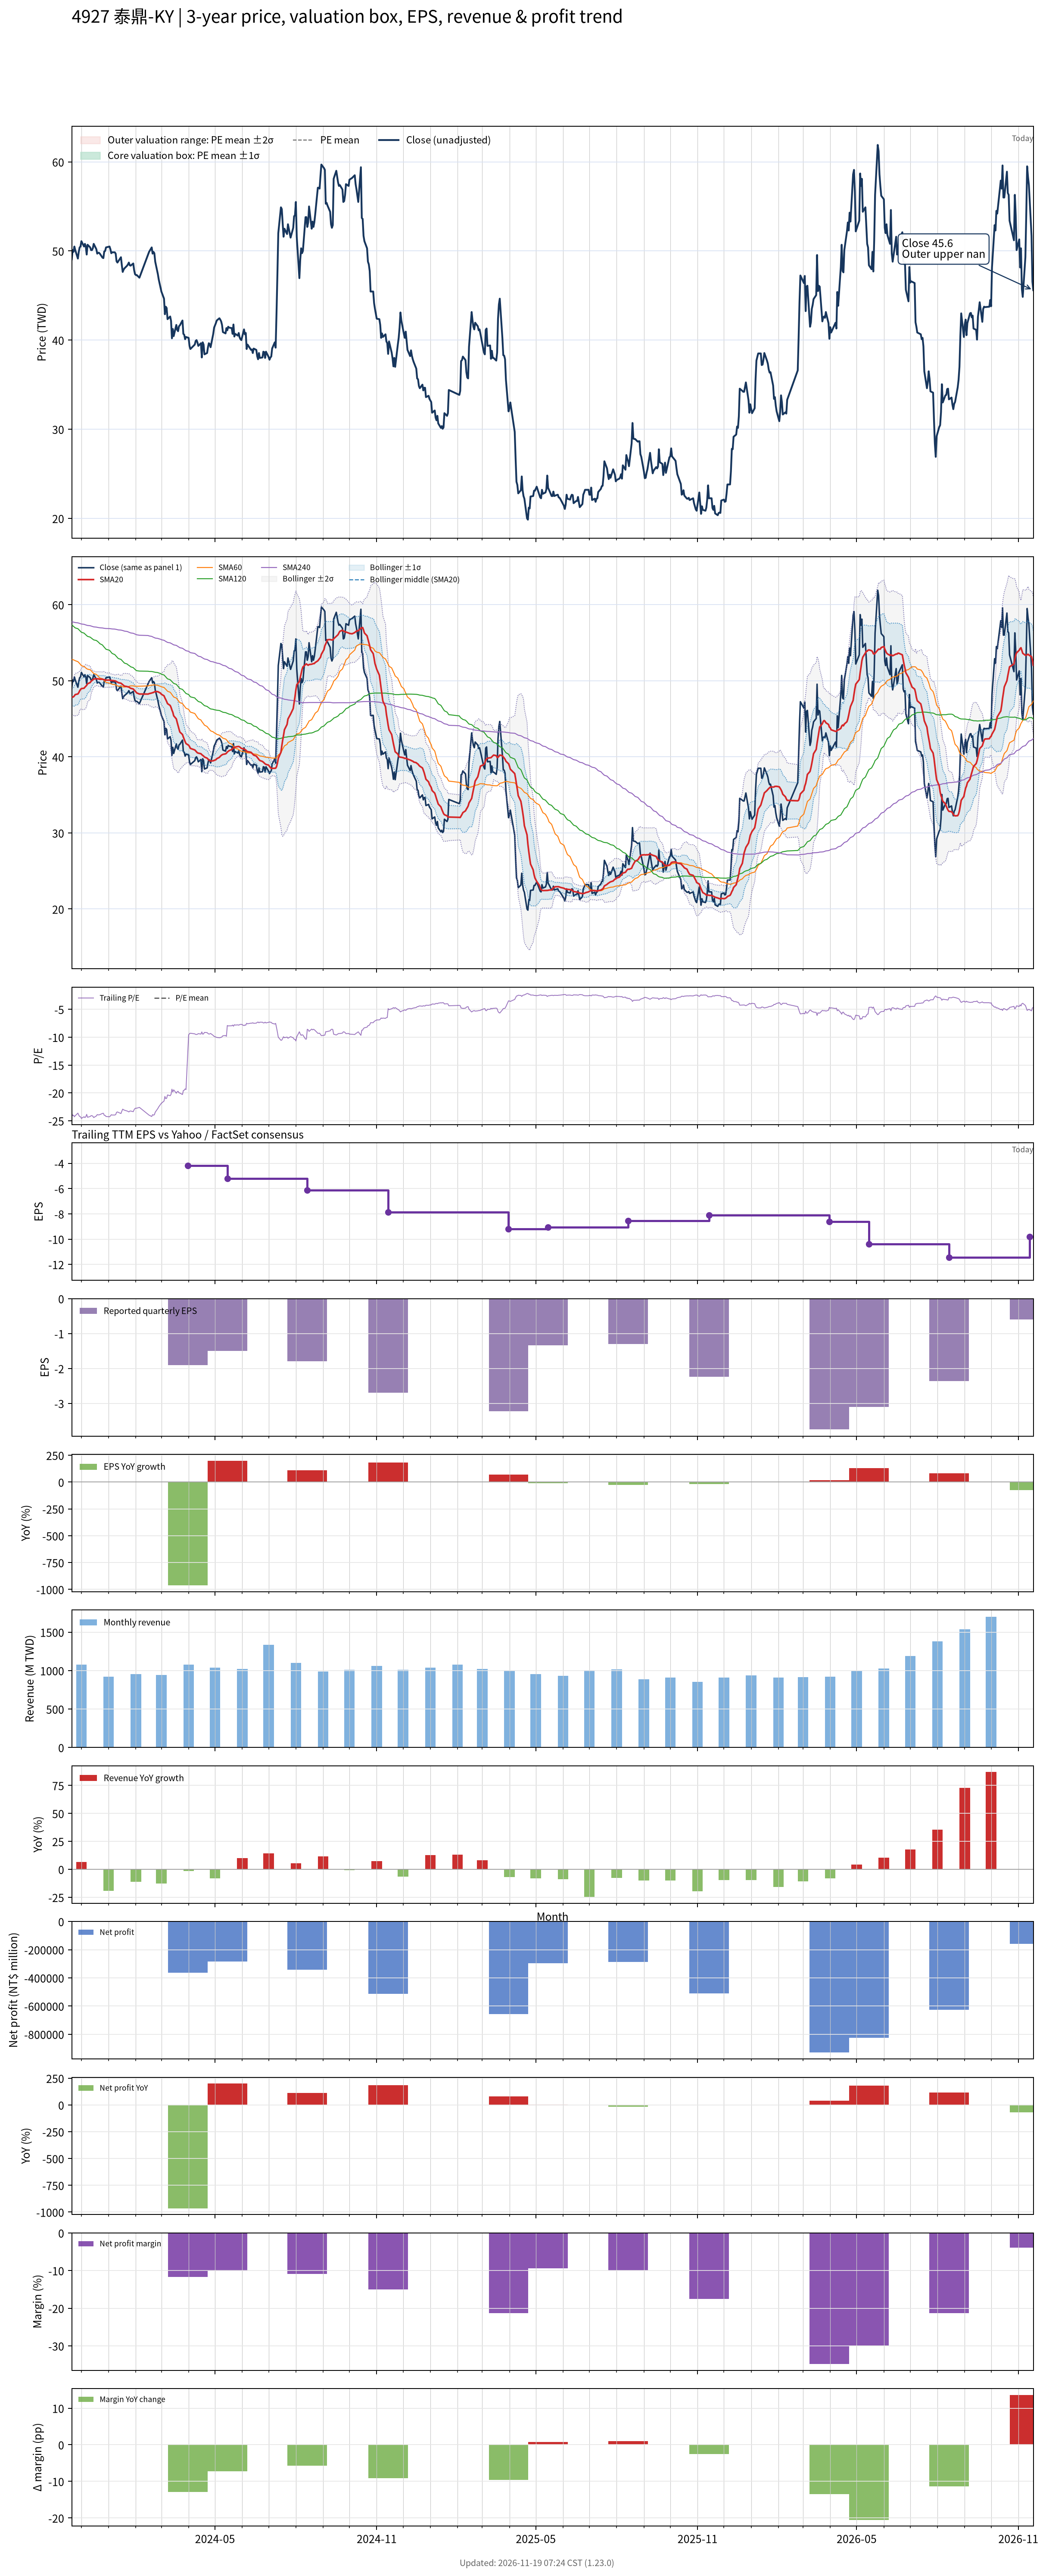 4927 泰鼎-KY | 3-year price, valuation box, EPS, revenue & profit trend
Outer valuation range: PE mean ±2σ
PE mean
Close (unadjusted)
Core valuation box: PE mean ±1σ
Today
Close 45.6
Outer upper nan
Price (TWD)
60
50
40
30
20
Close (same as panel 1)
SMA20
SMA60
SMA120
SMA240
Bollinger ±2σ
Bollinger ±1σ
Bollinger middle (SMA20)
Price
60
50
40
30
20
Trailing P/E
P/E mean
P/E
-5
-10
-15
-20
-25
Trailing TTM EPS vs Yahoo / FactSet consensus
Today
EPS
-4
-6
-8
-10
-12
Reported quarterly EPS
EPS
0
-1
-2
-3
EPS YoY growth
YoY (%)
250
0
-250
-500
-750
-1000
Monthly revenue
Revenue (M TWD)
1500
1000
500
0
Revenue YoY growth
YoY (%)
75
50
25
0
-25
Month
Net profit
Net profit (NT$ million)
0
-200000
-400000
-600000
-800000
Net profit YoY
YoY (%)
250
0
-250
-500
-750
-1000
Net profit margin
Margin (%)
0
-10
-20
-30
Margin YoY change
Δ margin (pp)
10
0
-10
-20
2024-05
2024-11
2025-05
2025-11
2026-05
2026-11
Updated: 2026-11-19 07:24 CST (1.23.0)